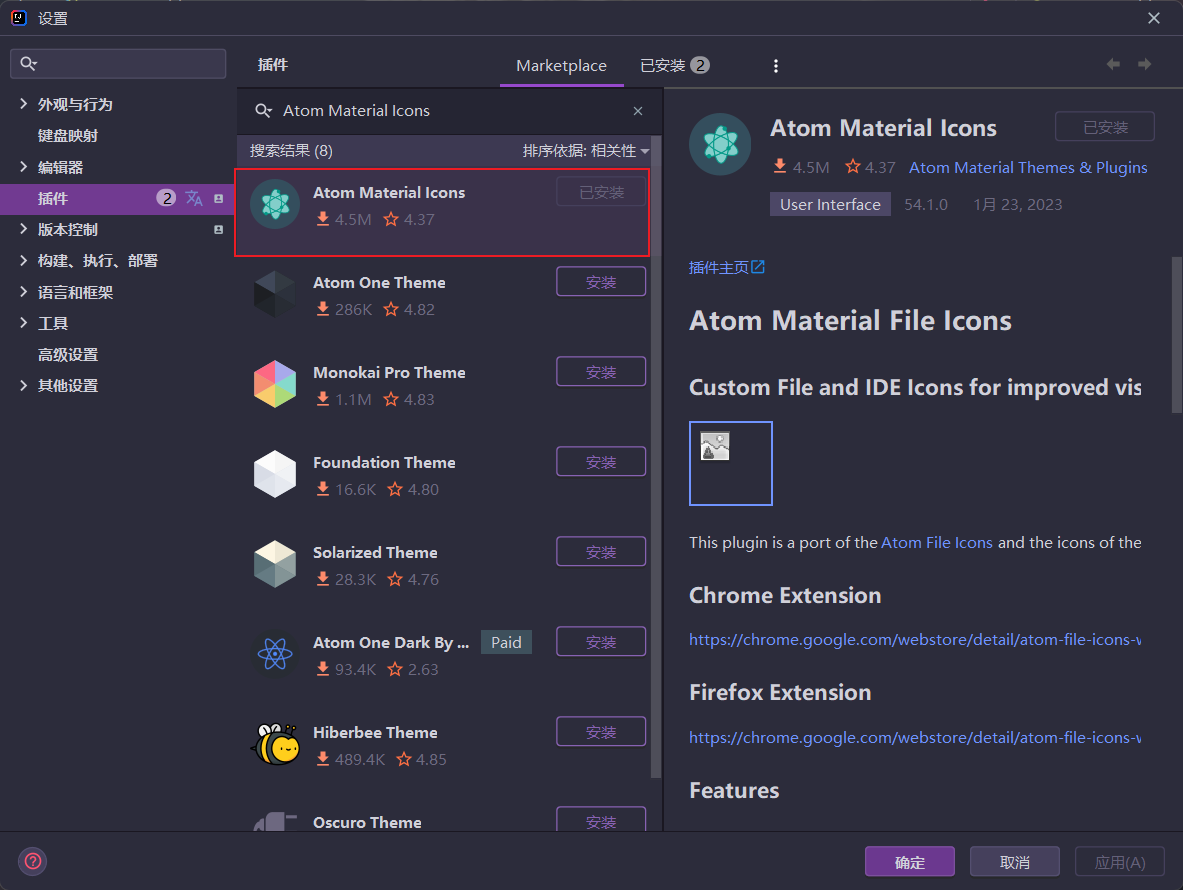 设置
外观与行为
键盘映射
编辑器
插件 2
版本控制
构建、执行、部署
语言和框架
工具
高级设置
其他设置
插件
Marketplace
已安装 2
Atom Material Icons
搜索结果 (8)
排序依据: 相关性
Atom Material Icons
已安装
4.5M 4.37
Atom One Theme
安装
286K 4.82
Monokai Pro Theme
安装
1.1M 4.83
Foundation Theme
安装
16.6K 4.80
Solarized Theme
安装
28.3K 4.76
Atom One Dark By ...
Paid
安装
93.4K 2.63
Hiberbee Theme
安装
489.4K 4.85
Oscuro Theme
安装
Atom Material Icons
已安装
4.5M 4.37 Atom Material Themes & Plugins
User Interface 54.1.0 1月 23, 2023
插件主页
Atom Material File Icons
Custom File and IDE Icons for improved vis
This plugin is a port of the Atom File Icons and the icons of the
Chrome Extension
https://chrome.google.com/webstore/detail/atom-file-icons-v
Firefox Extension
https://chrome.google.com/webstore/detail/atom-file-icons-v
Features
确定
取消
应用(A)